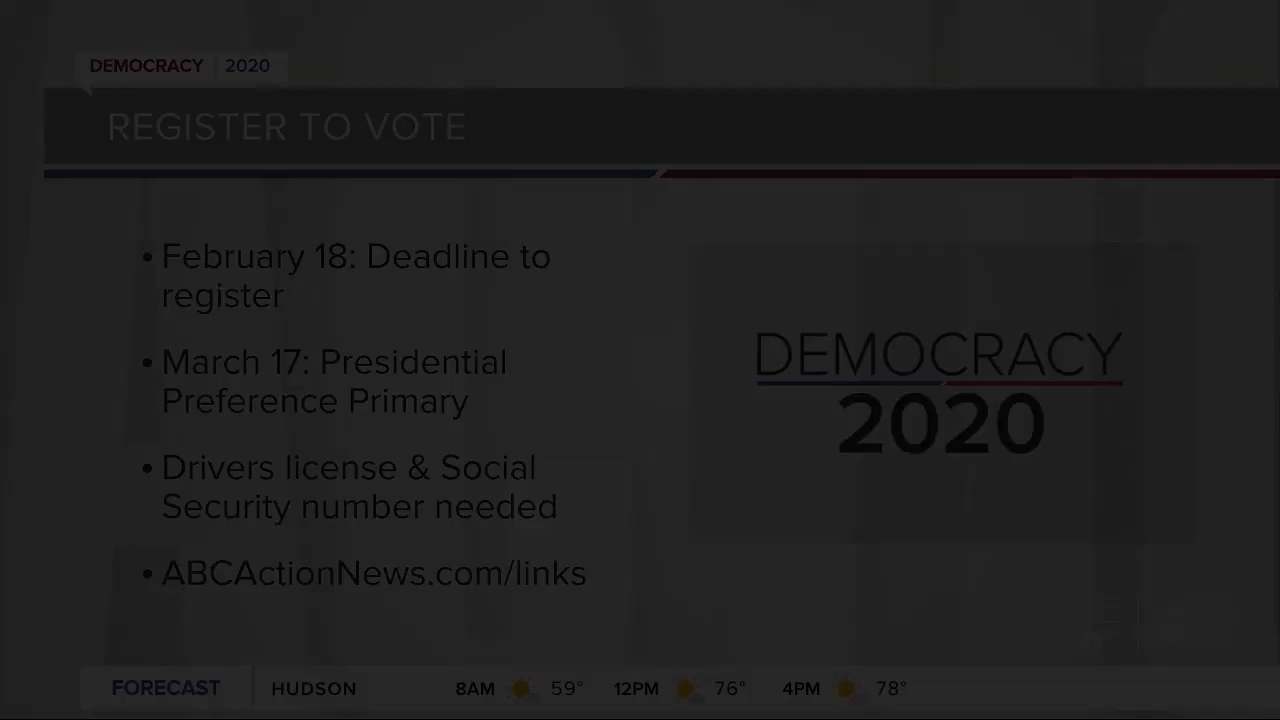 DEMOCRACY 2020
REGISTER TO VOTE
• February 18: Deadline to
register
• March 17: Presidential
Preference Primary
• Drivers license & Social
Security number needed
• ABCActionNews.com/links
DEMOCRACY
2020
FORECAST HUDSON 8AM 59° 12PM 76° 4PM 78°